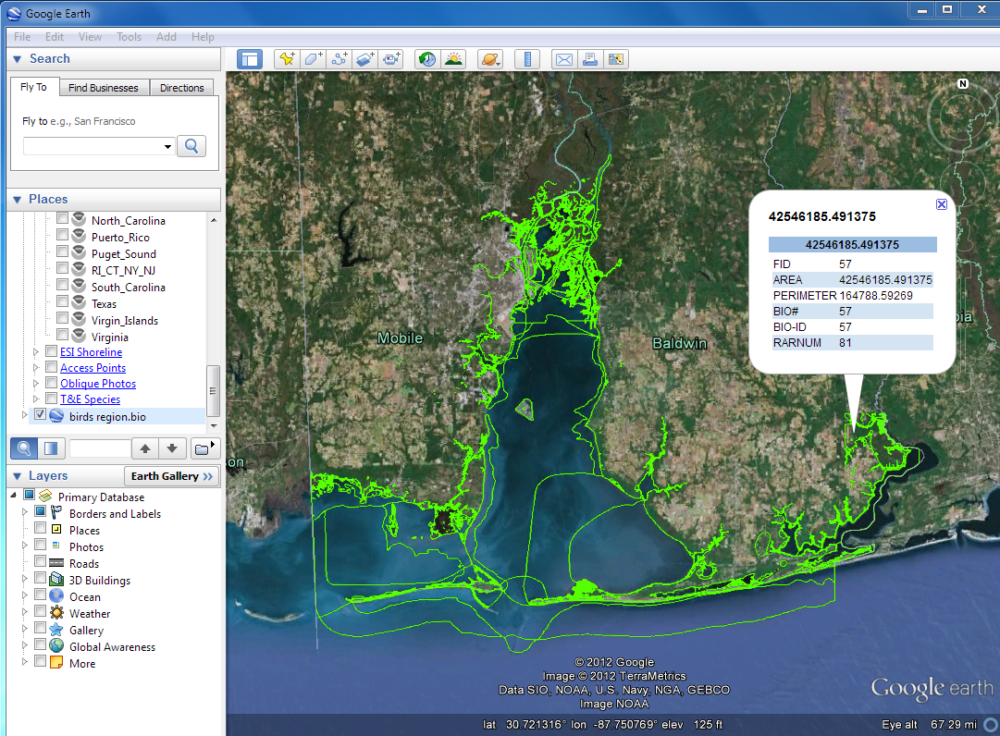 Google Earth
File Edit View Tools Add Help
Search
Fly To Find Businesses Directions
Fly to e.g., San Francisco
Places
North_Carolina
Puerto_Rico
Puget_Sound
RI_CT_NY_NJ
South_Carolina
Texas
Virgin_Islands
Virginia
ESI Shoreline
Access Points
Oblique Photos
T&E Species
birds region.bio
Layers
Earth Gallery >>
Primary Database
Borders and Labels
Places
Photos
Roads
3D Buildings
Ocean
Weather
Gallery
Global Awareness
More
N
42546185.491375
42546185.491375
FID 57
AREA 42546185.491375
PERIMETER 164788.59269
BIO# 57
BIO-ID 57
RARNUM 81
bia
Mobile
Baldwin
on
© 2012 Google
Image © 2012 TerraMetrics
Data SIO, NOAA, U.S. Navy, NGA, GEBCO
Image NOAA
Google earth
lat 30.721316° lon -87.750769° elev 125 ft
Eye alt 67.29 mi